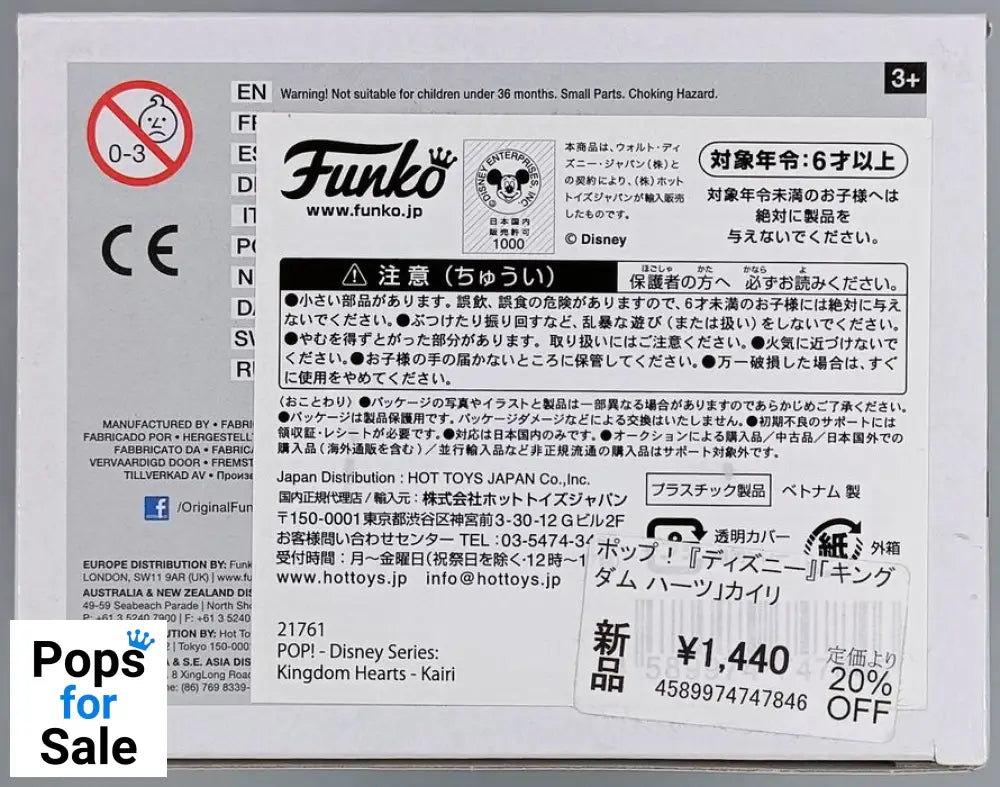 3+
0-3
EN Warning! Not suitable for children under 36 months. Small Parts. Choking Hazard.
Funko
www.funko.jp
©DISNEY ENTERPRISES INC.
日本国内
販売許可
1000
本商品は、ウォルト・ディ
ズニー・ジャパン(株)と
の契約により、(株)ホット
トイズジャパンが輸入販売
したものです。
© Disney
対象年令:6才以上
対象年令未満のお子様へは
絶対に製品を
与えないでください。
CE
注意(ちゅうい)
保護者の方へ 必ずお読みください。
●小さい部品があります。誤飲、誤食の危険がありますので、6才未満のお子様には絶対に与え
ないでください。●ぶつけたり振り回すなど、乱暴な遊び(または扱い)をしないでください。
●やむを得ずとがった部分があります。取り扱いにはご注意ください。●火気に近づけないで
ください。●お子様の手の届かないところに保管してください。●万一破損した場合は、すぐ
に使用をやめてください。
〈おことわり〉●パッケージの写真やイラストと製品は一部異なる場合がありますのであらかじめご了承ください。
●パッケージは製品保護用です。パッケージダメージなどによる交換はいたしません。●初期不良のサポートには
領収証・レシートが必要です。●対応は日本国内のみです。●オークションによる購入品/中古品/日本国外での
購入品(海外通販を含む)/並行輸入品など非正規流通の購入品はサポート対象外です。
MANUFACTURED BY • FABRI
FABRICADO POR • HERGESTELL
FABBRICATO DA • FABRICA
VERVAARDIGD DOOR • FREMST
TILLVERKAD AV • Произв
/OriginalFun
Japan Distribution : HOT TOYS JAPAN Co.,Inc.
国内正規代理店/輸入元:株式会社ホットトイズジャパン
〒150-0001 東京都渋谷区神宮前3-30-12 Gビル2F
お客様問い合わせセンター TEL:03-5474-34
受付時間:月~金曜日(祝祭日を除く・12時~1
www.hottoys.jp info@hottoys.jp
プラスチック製品 ベトナム 製
透明カバー
紙 外箱
EUROPE DISTRIBUTION BY: Funk
LONDON, SW11 9AR (UK) | www.fu
AUSTRALIA & NEW ZEALAND DIS
49-59 Seabeach Parade | North Sho
P: +61 3 5240 7900 | F: +61 3 5240
UTION BY: Hot To
| Tokyo 150-000
& S.E. ASIA DIS
8 XingLong Road
ne: (86) 769 8339-
21761
POP! - Disney Series:
Kingdom Hearts - Kairi
ポップ!『ディズニー』「キング
ダム ハーツ」カイリ
新品
¥1,440
定価より
20%
OFF
4589974747846
Pops
for
Sale